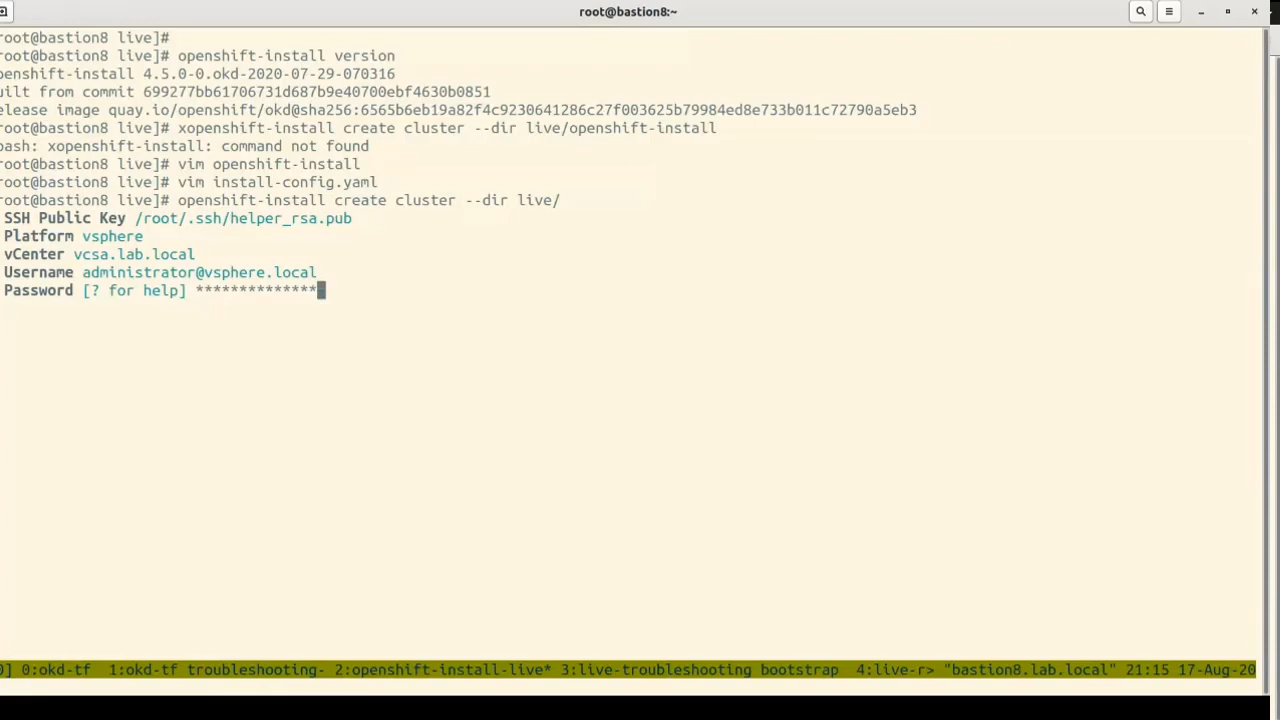 root@bastion8:~
root@bastion8 live]#
root@bastion8 live]# openshift-install version
penshift-install 4.5.0-0.okd-2020-07-29-070316
uilt from commit 699277bb61706731d687b9e40700ebf4630b0851
elease image quay.io/openshift/okd@sha256:6565b6eb19a82f4c9230641286c27f003625b79984ed8e733b011c72790a5eb3
root@bastion8 live]# xopenshift-install create cluster --dir live/openshift-install
bash: xopenshift-install: command not found
root@bastion8 live]# vim openshift-install
root@bastion8 live]# vim install-config.yaml
root@bastion8 live]# openshift-install create cluster --dir live/
SSH Public Key /root/.ssh/helper_rsa.pub
Platform vsphere
vCenter vcsa.lab.local
Username administrator@vsphere.local
Password [? for help] **************
0] 0:okd-tf 1:okd-tf troubleshooting- 2:openshift-install-live* 3:live-troubleshooting bootstrap 4:live-r> "bastion8.lab.local" 21:15 17-Aug-20